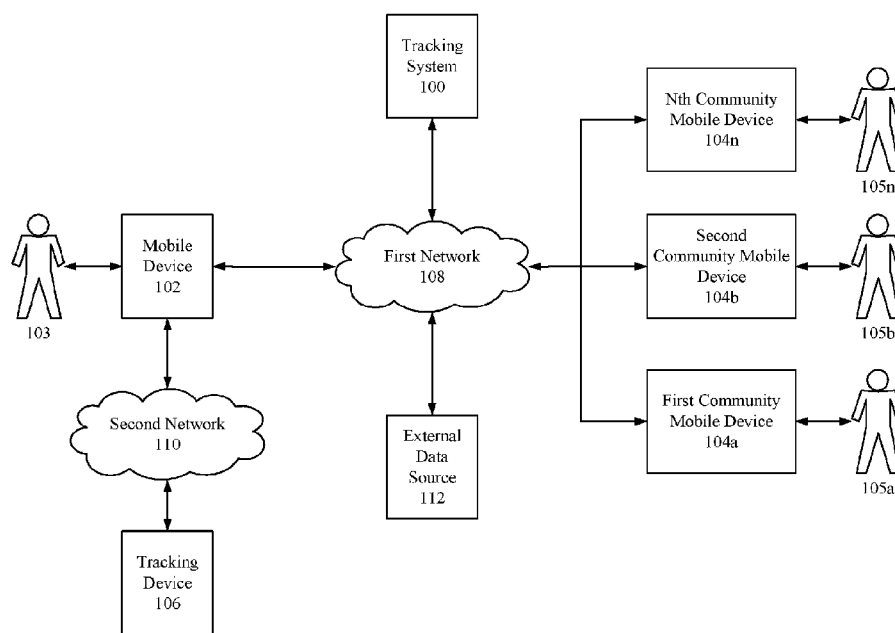 Tracking
System
100
Nth Community
Mobile Device
104n
105n
Mobile
Device
102
103
First Network
108
Second
Community Mobile
Device
104b
105b
Second Network
110
External
Data
Source
112
First Community
Mobile Device
104a
105a
Tracking
Device
106